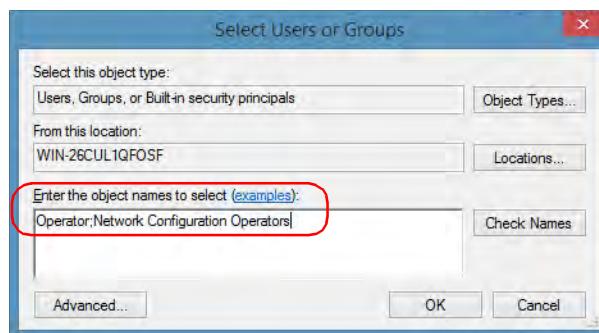 Select Users or Groups
Select this object type:
Users, Groups, or Built-in security principals
Object Types...
From this location:
WIN-26CUL1QFOSF
Locations...
Enter the object names to select (examples):
Operator;Network Configuration Operators
Check Names
Advanced...
OK
Cancel